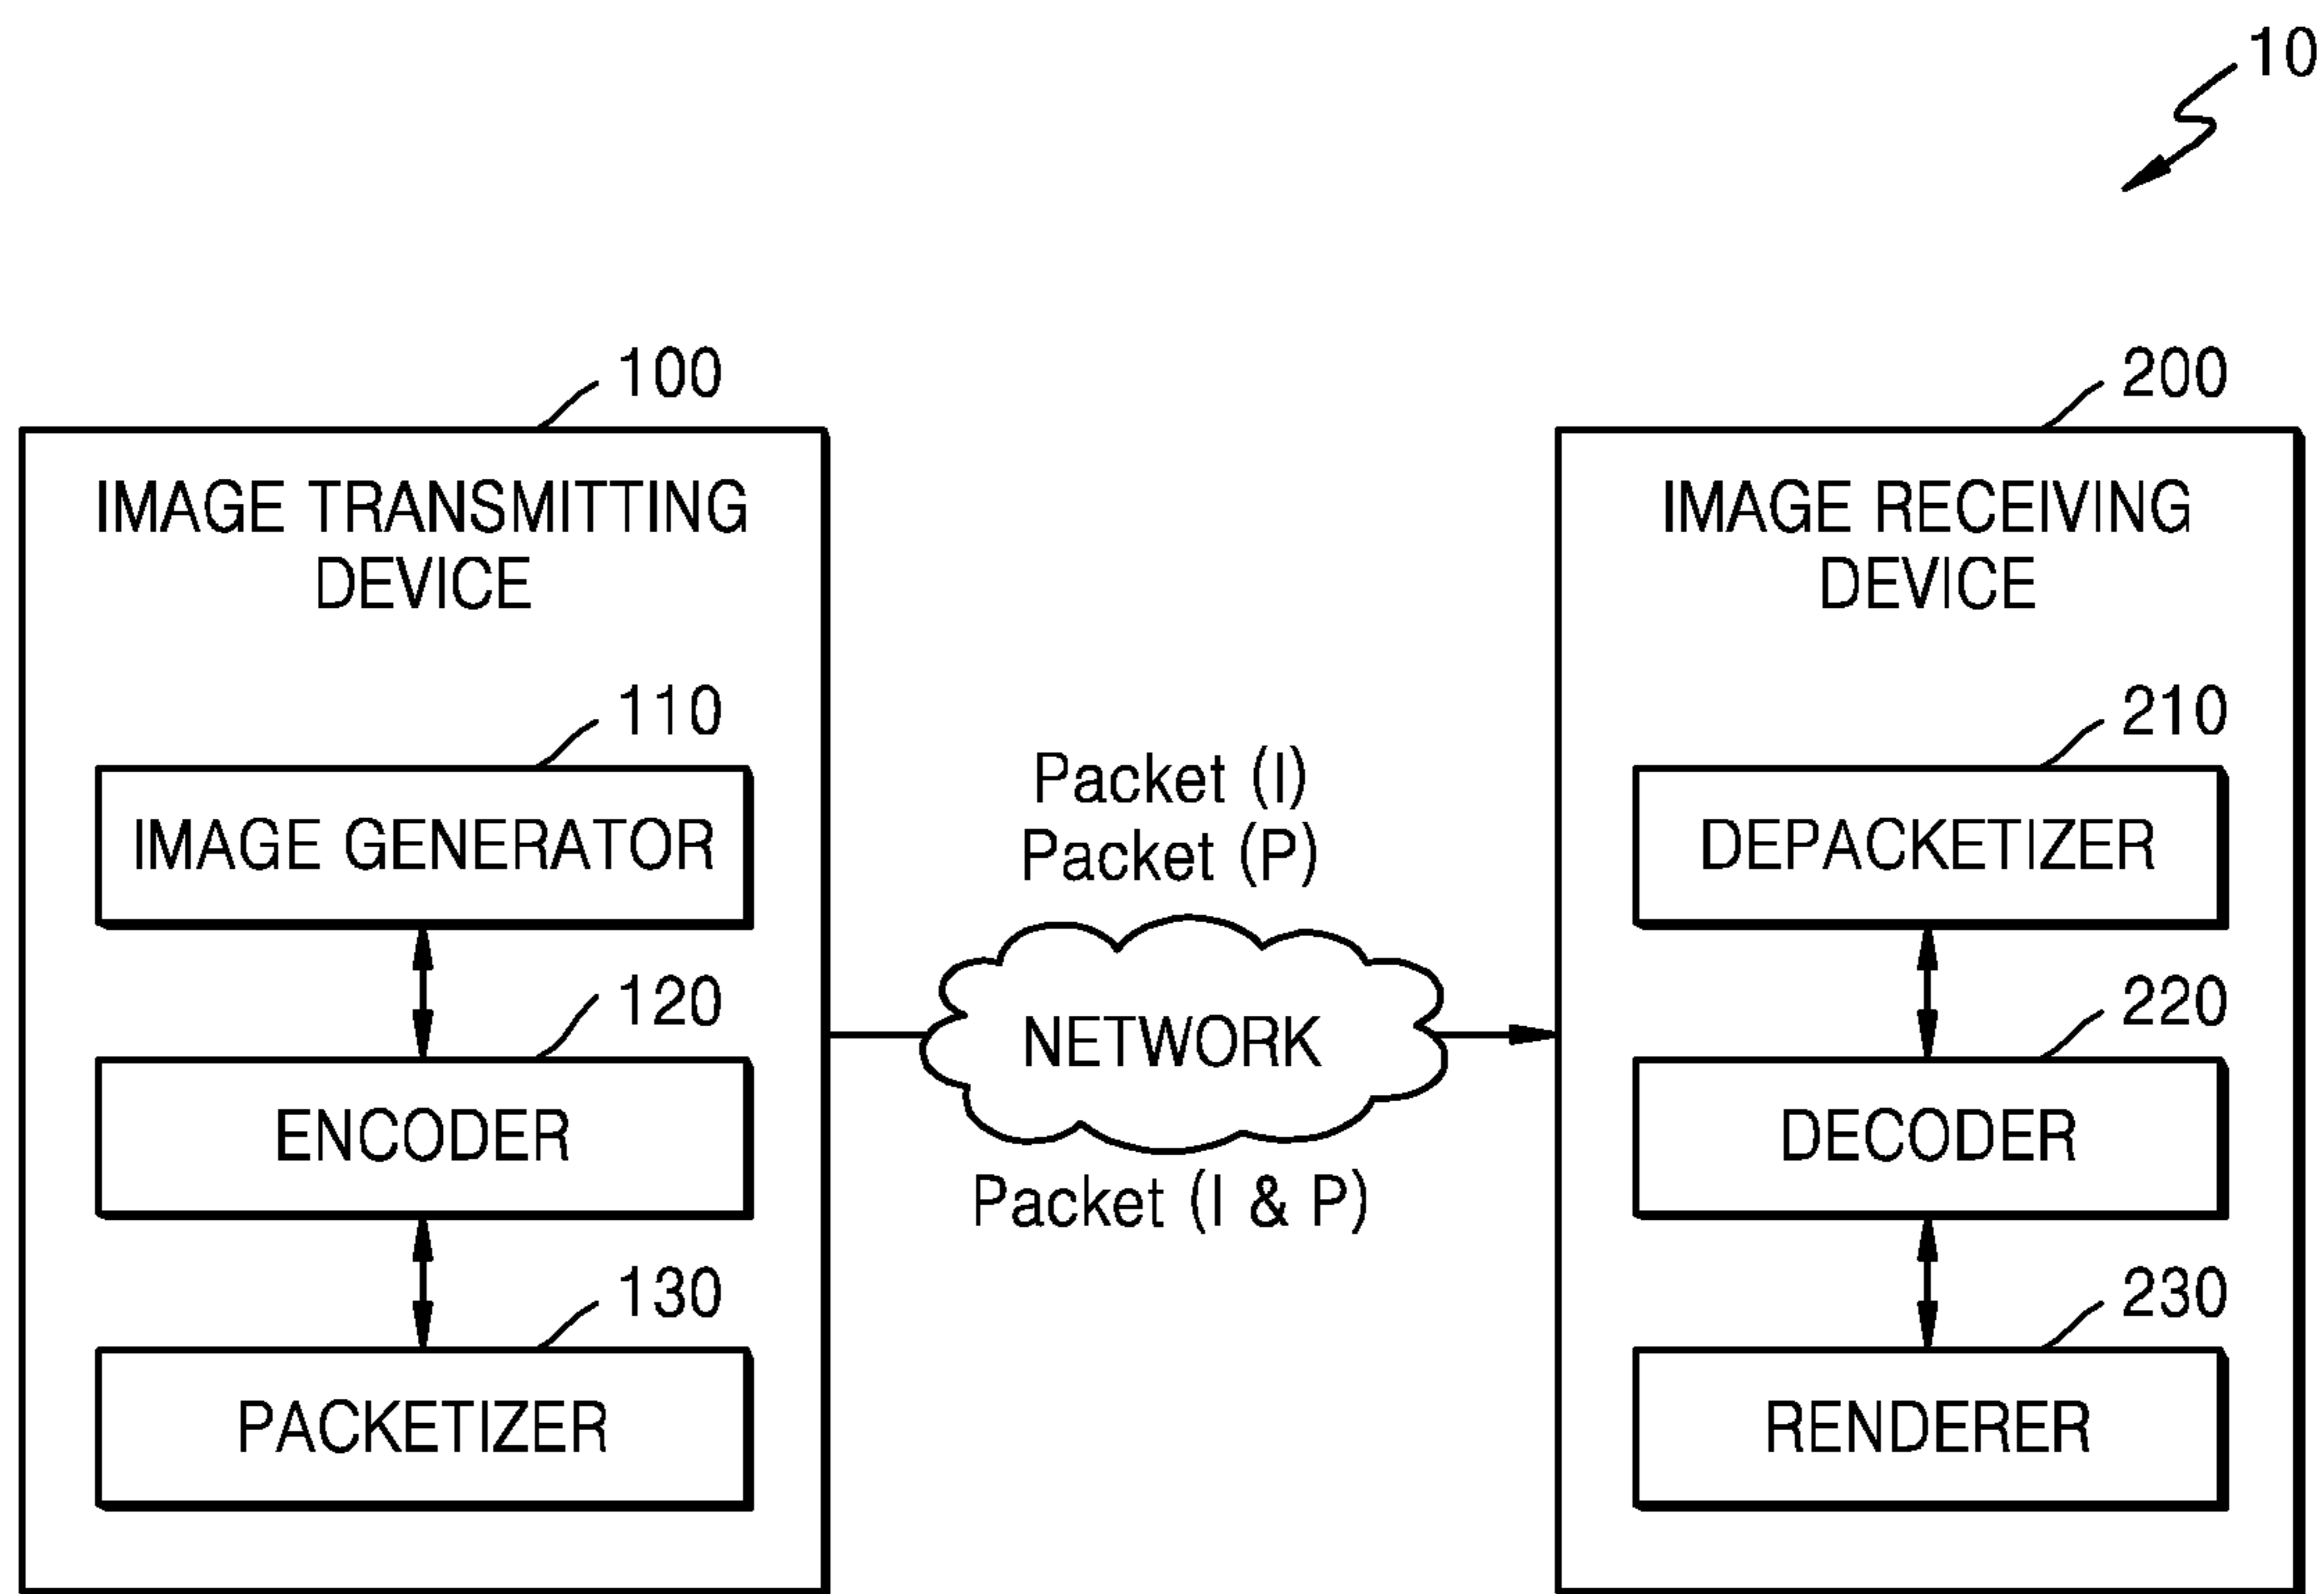 10
100
IMAGE TRANSMITTING
DEVICE
110
IMAGE GENERATOR
120
ENCODER
130
PACKETIZER
Packet (I)
Packet (P)
NETWORK
Packet (I & P)
200
IMAGE RECEIVING
DEVICE
210
DEPACKETIZER
220
DECODER
230
RENDERER